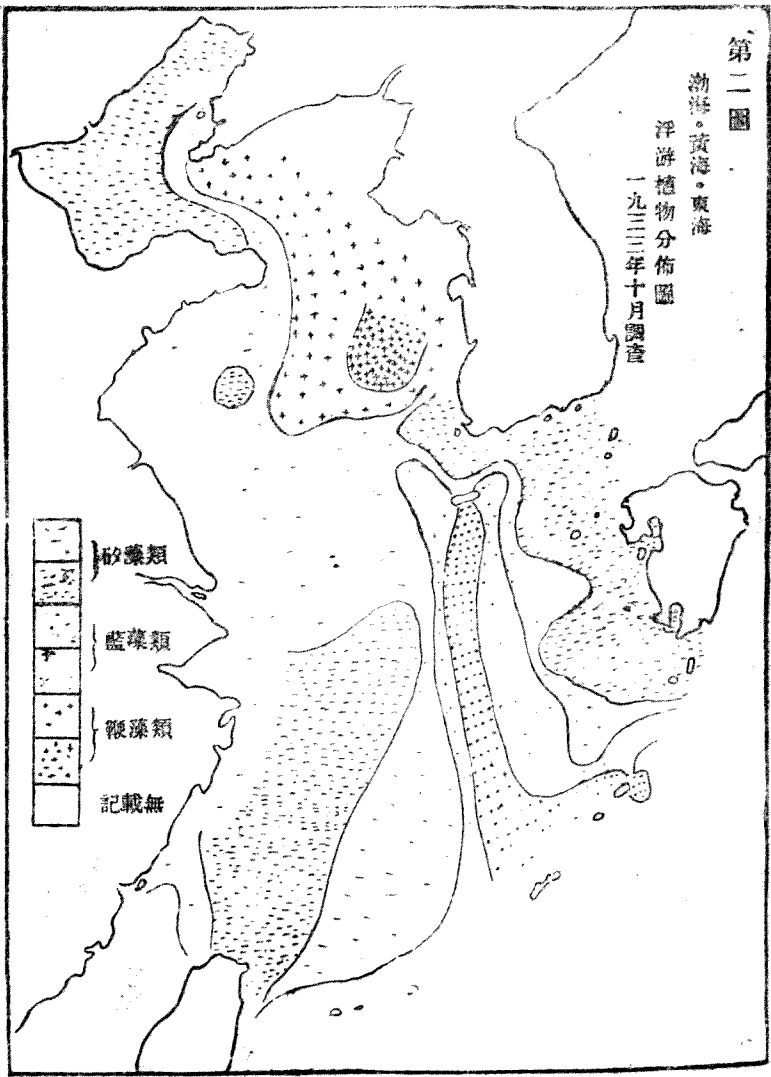 第二圖
渤海。黃海。東海
浮游植物分佈圖
一九三三年十月調查
矽藻類
藍藻類
鞭藻類
記載無